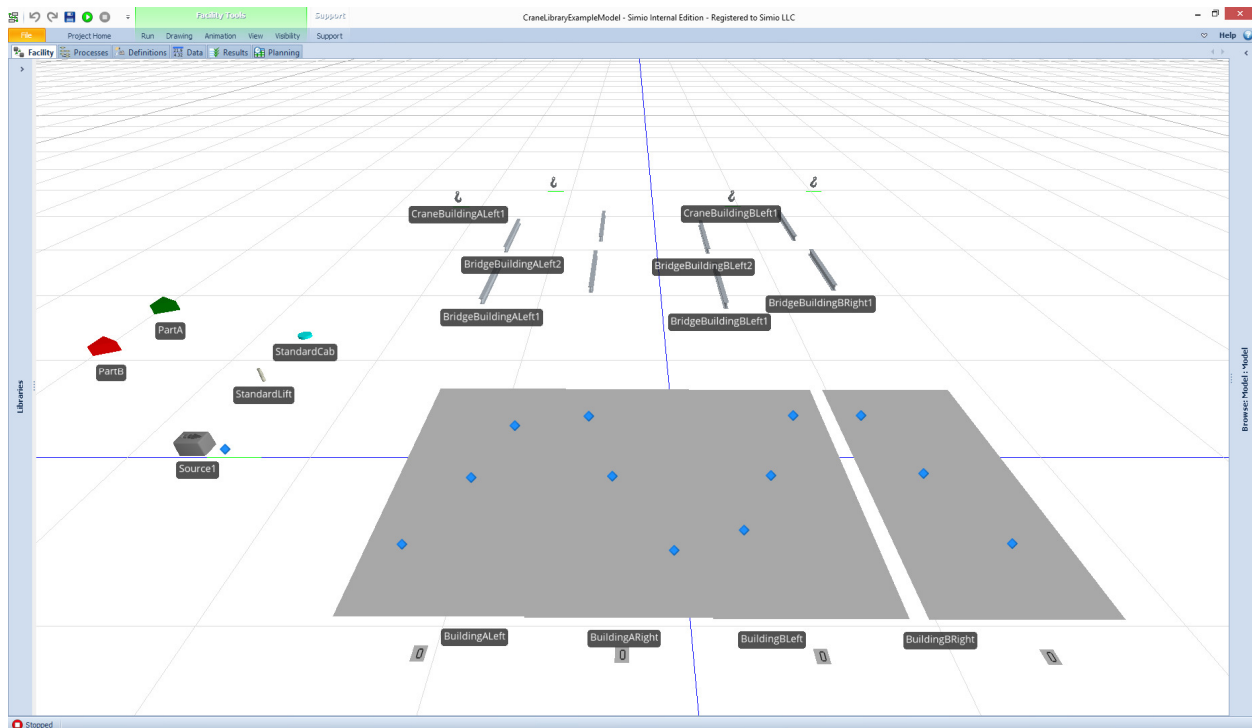 CraneLibraryExampleModel - Simio Internal Edition - Registered to Simio LLC
Facility Tools
Support
File
Project Home
Run
Drawing
Animation
View
Visibility
Support
Help
Facility
Processes
Definitions
Data
Results
Planning
CraneBuildingALeft1
CraneBuildingBLeft1
BridgeBuildingALeft2
BridgeBuildingBLeft2
BridgeBuildingBRight1
BridgeBuildingALeft1
BridgeBuildingBLeft1
PartA
StandardCab
PartB
StandardLift
Source1
Libraries
Browse: Model : Model
BuildingALeft
BuildingARight
BuildingBLeft
BuildingBRight
0
0
0
0
Stopped